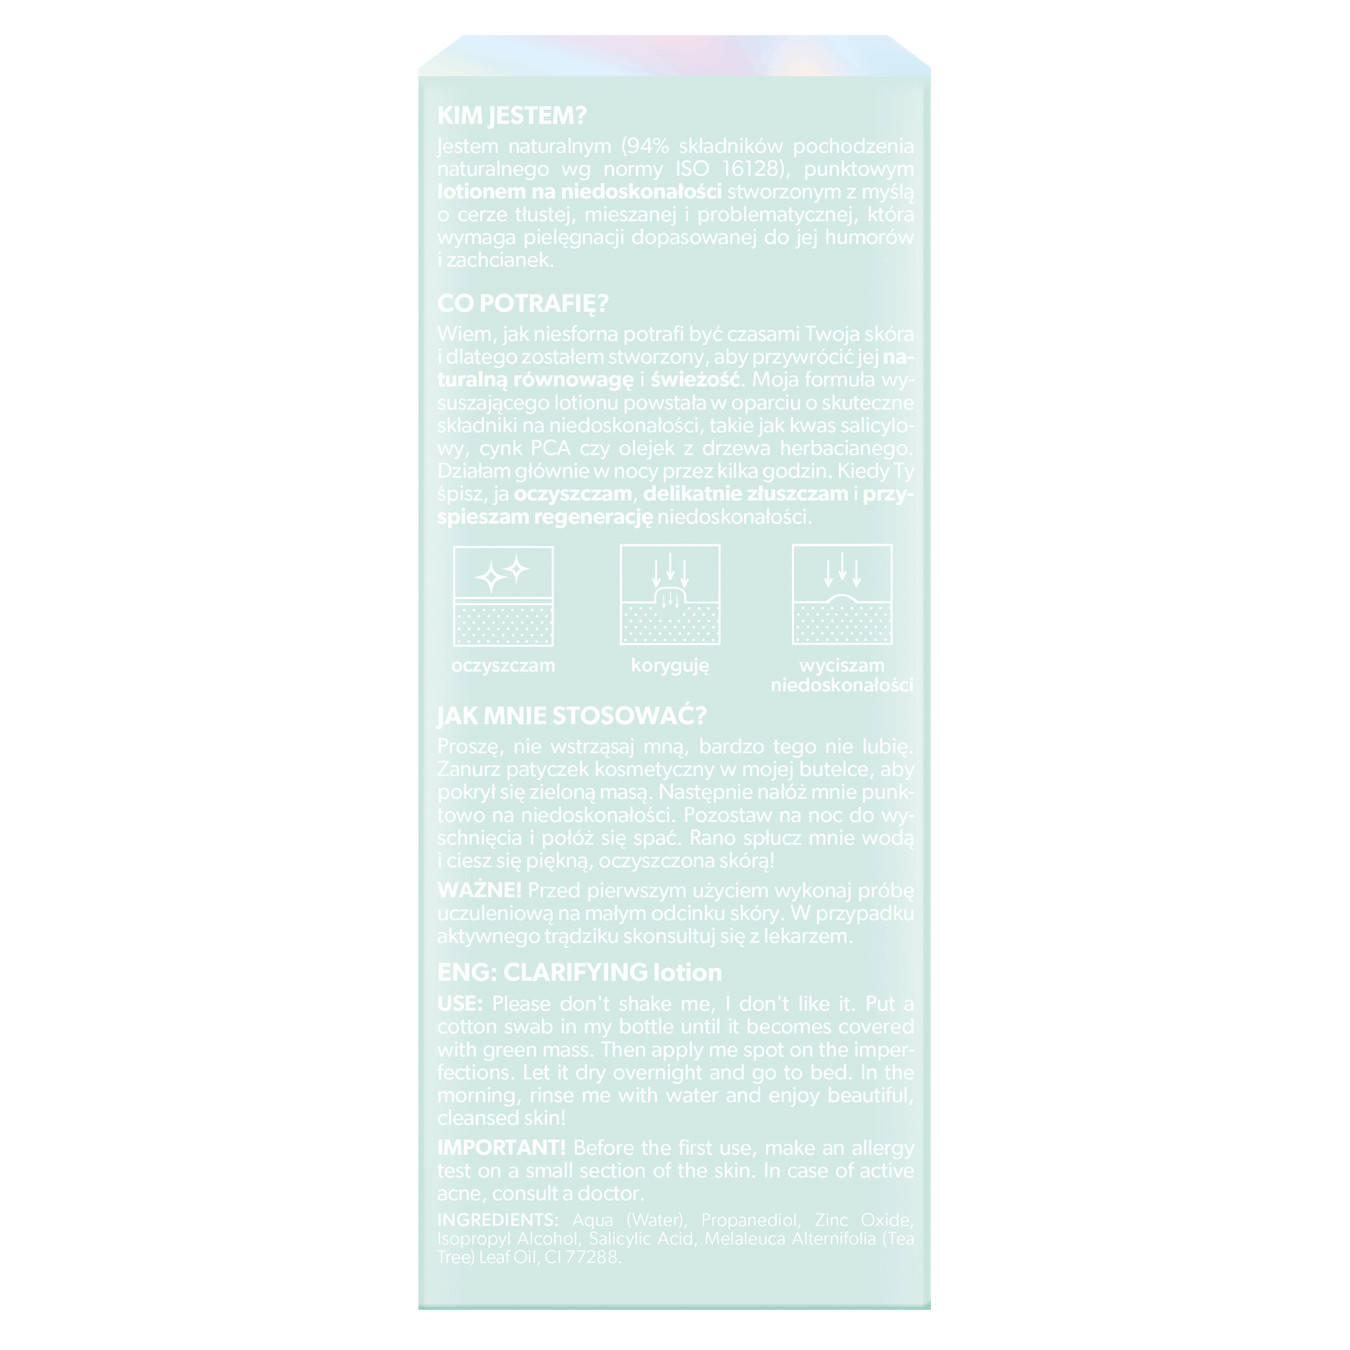 KIM JESTEM?
Jestem naturalnym (94% składników pochodzenia
naturalnego wg normy ISO 16128), punktowym
lotionem na niedoskonałości stworzonym z myślą
o cerze tłustej, mieszanej i problematycznej, która
wymaga pielęgnacji dopasowanej do jej humorów
i zachcianek.
CO POTRAFIĘ?
Wiem, jak niesforna potrafi być czasami Twoja skóra
i dlatego zostałem stworzony, aby przywrócić jej na-
turalną równowagę i świeżość. Moja formuła wy-
suszającego lotionu powstała w oparciu o skuteczne
składniki na niedoskonałości, takie jak kwas salicylo-
wy, cynk PCA czy olejek z drzewa herbacianego.
Działam głównie w nocy przez kilka godzin. Kiedy Ty
śpisz, ja oczyszczam, delikatnie złuszczam i przy-
spieszam regenerację niedoskonałości.
oczyszczam
koryguję
wyciszam
niedoskonałości
JAK MNIE STOSOWAĆ?
Proszę, nie wstrząsaj mną, bardzo tego nie lubię.
Zanurz patyczek kosmetyczny w mojej butelce, aby
pokrył się zieloną masą. Następnie nałóż mnie punk-
towo na niedoskonałości. Pozostaw na noc do wy-
schnięcia i połóż się spać. Rano spłucz mnie wodą
i ciesz się piękną, oczyszczona skórą!
WAŻNE! Przed pierwszym użyciem wykonaj próbę
uczuleniową na małym odcinku skóry. W przypadku
aktywnego trądziku skonsultuj się z lekarzem.
ENG: CLARIFYING lotion
USE: Please don't shake me, I don't like it. Put a
cotton swab in my bottle until it becomes covered
with green mass. Then apply me spot on the imper-
fections. Let it dry overnight and go to bed. In the
morning, rinse me with water and enjoy beautiful,
cleansed skin!
IMPORTANT! Before the first use, make an allergy
test on a small section of the skin. In case of active
acne, consult a doctor.
INGREDIENTS: Aqua (Water), Propanediol, Zinc Oxide,
Isopropyl Alcohol, Salicylic Acid, Melaleuca Alternifolia (Tea
Tree) Leaf Oil, CI 77288.